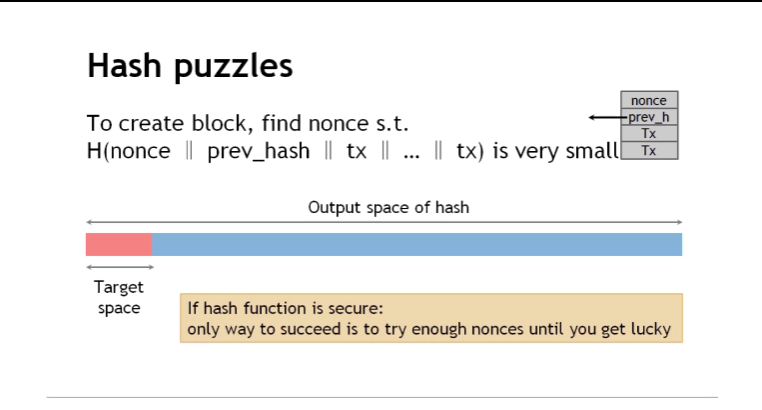 Hash puzzles
To create block, find nonce s.t.
H(nonce ‖ prev_hash ‖ tx ‖ ... ‖ tx) is very small
nonce
prev_h
Tx
Tx
Output space of hash
Target
space
If hash function is secure:
only way to succeed is to try enough nonces until you get lucky